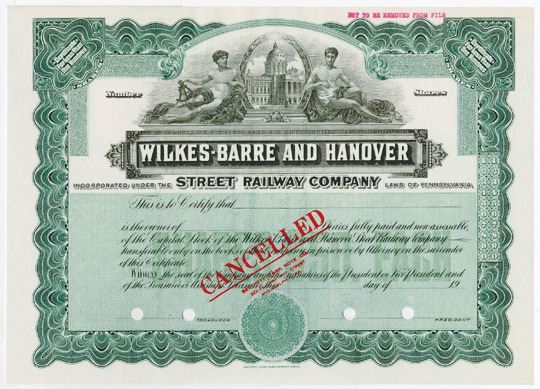 NOT TO BE REMOVED FROM FILE
Number Shares
WILKES-BARRE AND HANOVER
INCORPORATED UNDER THE STREET RAILWAY COMPANY LAWS OF PENNSYLVANIA
This is to Certify that
is the owner of Shares fully paid and non assessable,
of the Capital Stock of the Wilkes-Barre and Hanover Street Railway Company
transferable only on the books of the Company in person or by Attorney on the surrender
of this Certificate.
CANCELLED
Witness the seal of the Company and the signatures of the President or Vice President and
of the Treasurer day of 19
TREASURER PRESIDENT